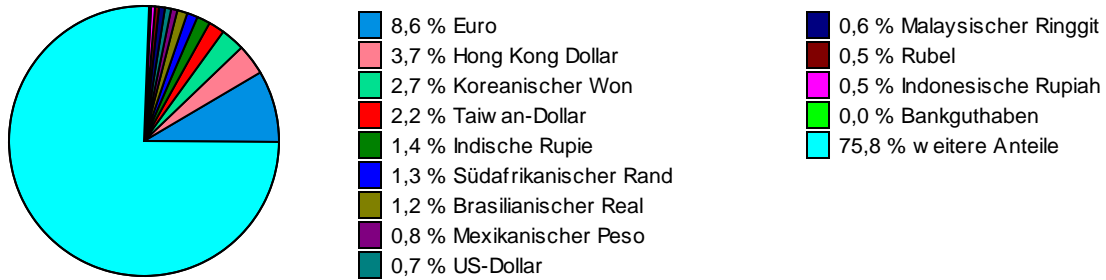 8,6 % Euro
3,7 % Hong Kong Dollar
2,7 % Koreanischer Won
2,2 % Taiw an-Dollar
1,4 % Indische Rupie
1,3 % Südafrikanischer Rand
1,2 % Brasilianischer Real
0,8 % Mexikanischer Peso
0,7 % US-Dollar
0,6 % Malaysischer Ringgit
0,5 % Rubel
0,5 % Indonesische Rupiah
0,0 % Bankguthaben
75,8 % w eitere Anteile